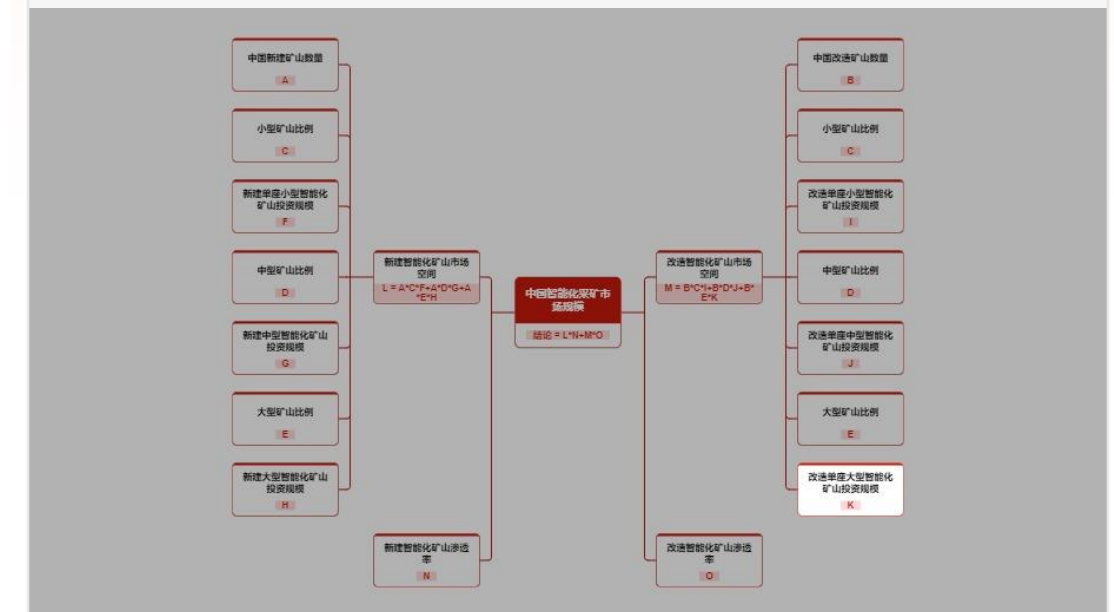 中国新建矿山数量
A
小型矿山比例
C
新建单座小型智能化
矿山投资规模
F
中型矿山比例
D
新建中型智能化矿山
投资规模
G
大型矿山比例
E
新建大型智能化矿山
投资规模
H
新建智能化矿山市场
空间
L = A*C*F+A*D*G+A
*E*H
新建智能化矿山渗透
率
N
中国智能化采矿市
场规模
结论 = L*N+M*O
改造智能化矿山市场
空间
M = B*C*I+B*D*J+B*
E*K
改造智能化矿山渗透
率
O
中国改造矿山数量
B
小型矿山比例
C
改造单座小型智能化
矿山投资规模
I
中型矿山比例
D
改造单座中型智能化
矿山投资规模
J
大型矿山比例
E
改造单座大型智能化
矿山投资规模
K